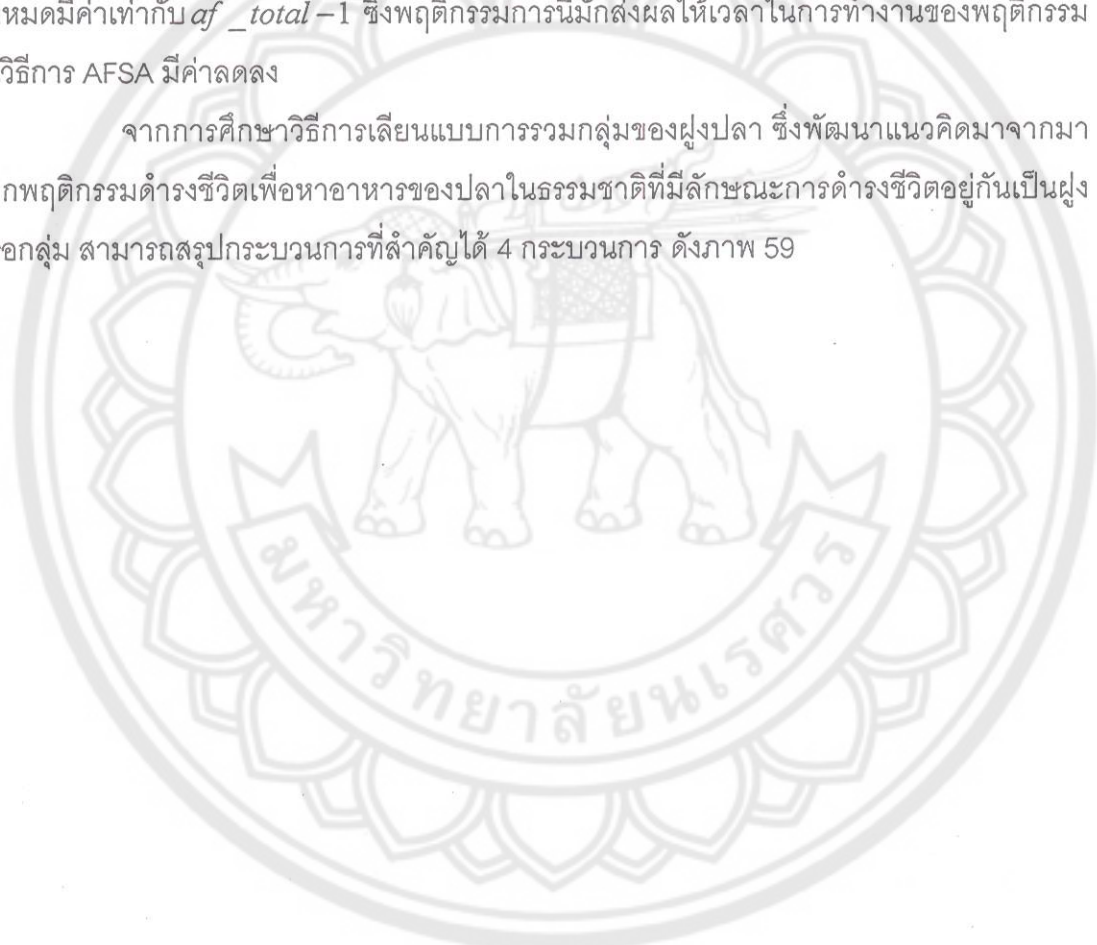 หมดมีค่าเท่ากับ af _ total −1 ซึ่งพฤติกรรมการนี้มักส่งผลให้เวลาในการทำงานของพฤติกรรม
วิธีการ AFSA มีค่าลดลง
จากการศึกษาวิธีการเลียนแบบการรวมกลุ่มของฝูงปลา ซึ่งพัฒนาแนวคิดมาจากมา
กพฤติกรรมดำรงชีวิตเพื่อหาอาหารของปลาในธรรมชาติที่มีลักษณะการดำรงชีวิตอยู่กันเป็นฝูง
อกลุ่ม สามารถสรุปกระบวนการที่สำคัญได้ 4 กระบวนการ ดังภาพ 59
มหาวิทยาลัยนเรศวร